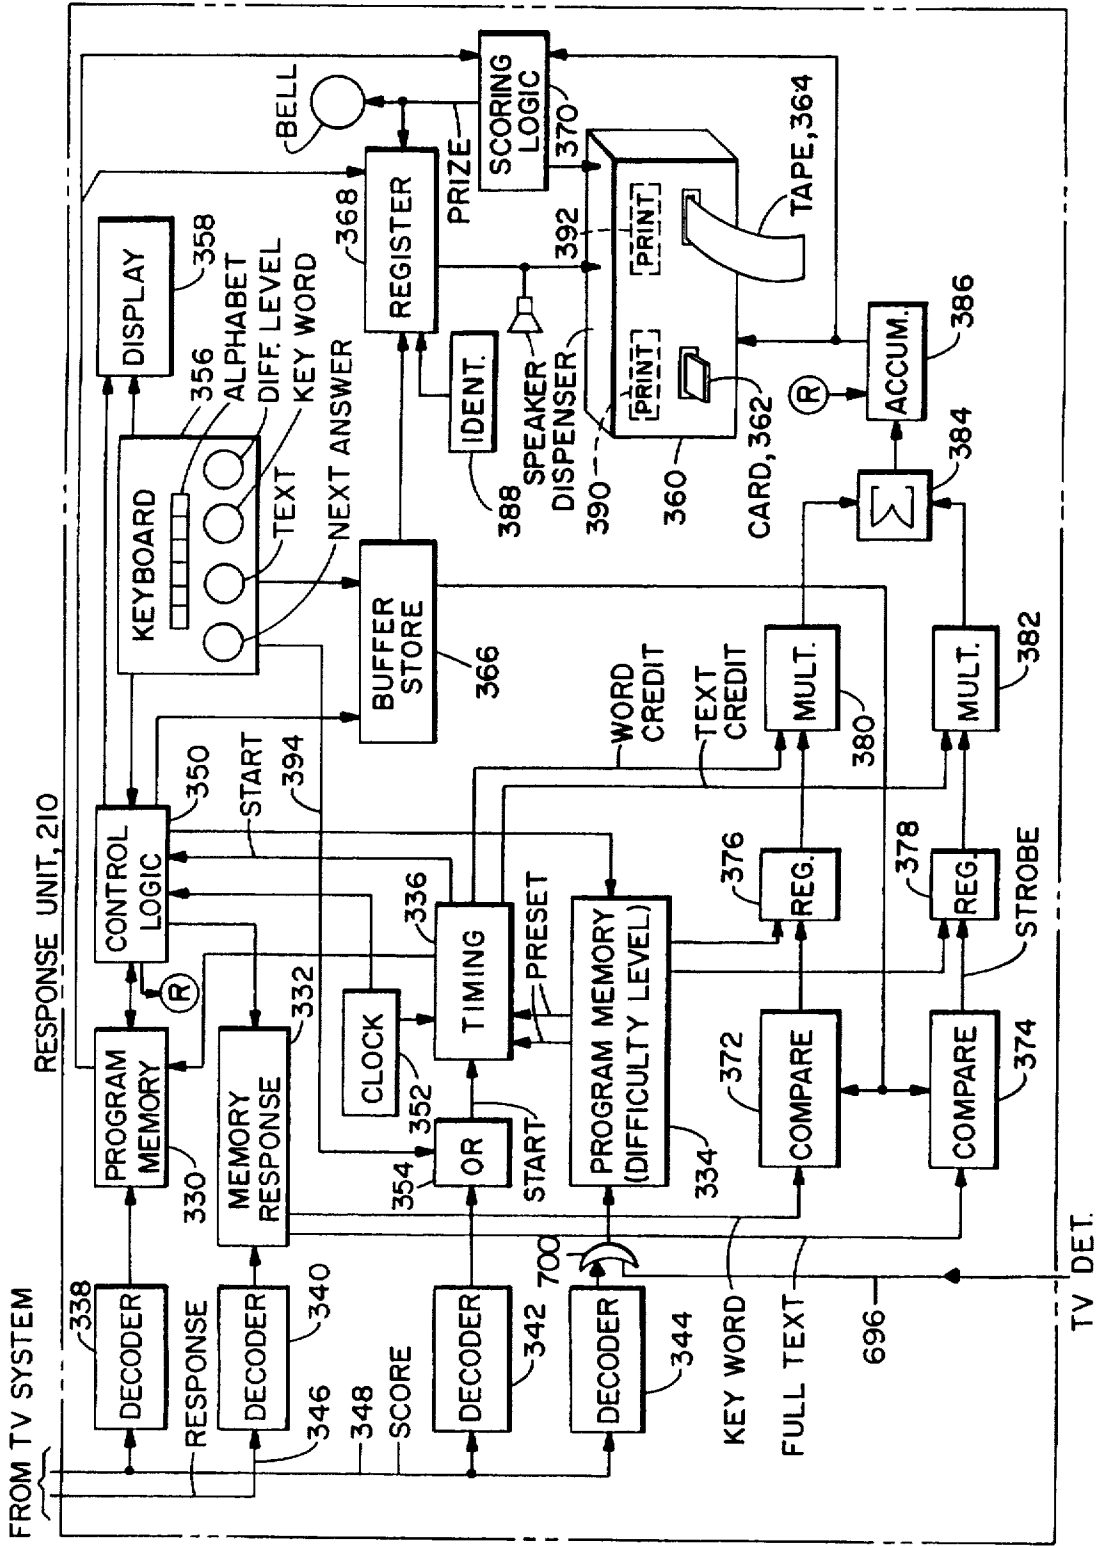 RESPONSE UNIT, 210
FROM TV SYSTEM
RESPONSE
346
348
SCORE
338
DECODER
DECODER
340
DECODER
342
DECODER
344
700
696
TV DET.
KEY WORD
FULL TEXT
PROGRAM
MEMORY
330
MEMORY
RESPONSE
332
R
CONTROL
LOGIC
350
START
394
CLOCK
352
354
OR
START
TIMING
336
PRESET
PROGRAM MEMORY
(DIFFICULTY LEVEL)
334
372
COMPARE
COMPARE
374
376
REG.
378
REG.
STROBE
WORD
CREDIT
TEXT
CREDIT
MULT.
380
MULT.
382
Σ
384
R
ACCUM.
386
KEYBOARD
356
ALPHABET
DIFF. LEVEL
KEY WORD
TEXT
NEXT ANSWER
DISPLAY
358
BUFFER
STORE
366
REGISTER
368
IDENT.
388
BELL
PRIZE
SCORING
LOGIC
370
SPEAKER
DISPENSER
390
PRINT
392
PRINT
360
CARD, 362
TAPE, 364